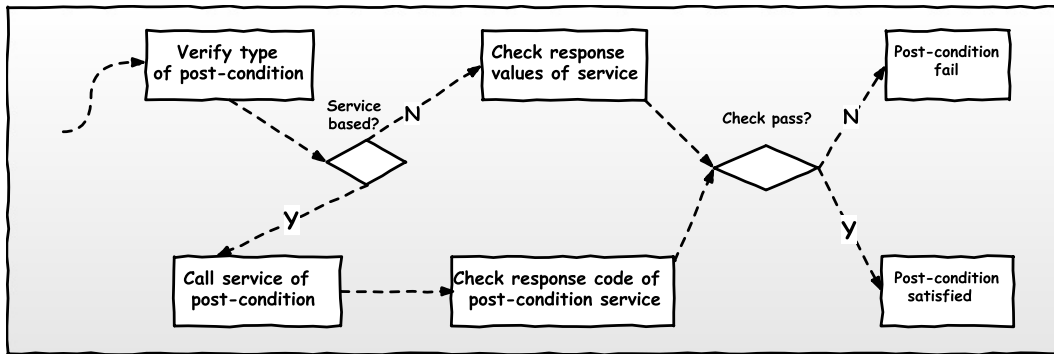 Verify type
of post-condition
Service
based?
N
Check response
values of service
Check pass?
N
Post-condition
fail
y
Call service of
post-condition
Check response code of
post-condition service
y
Post-condition
satisfied